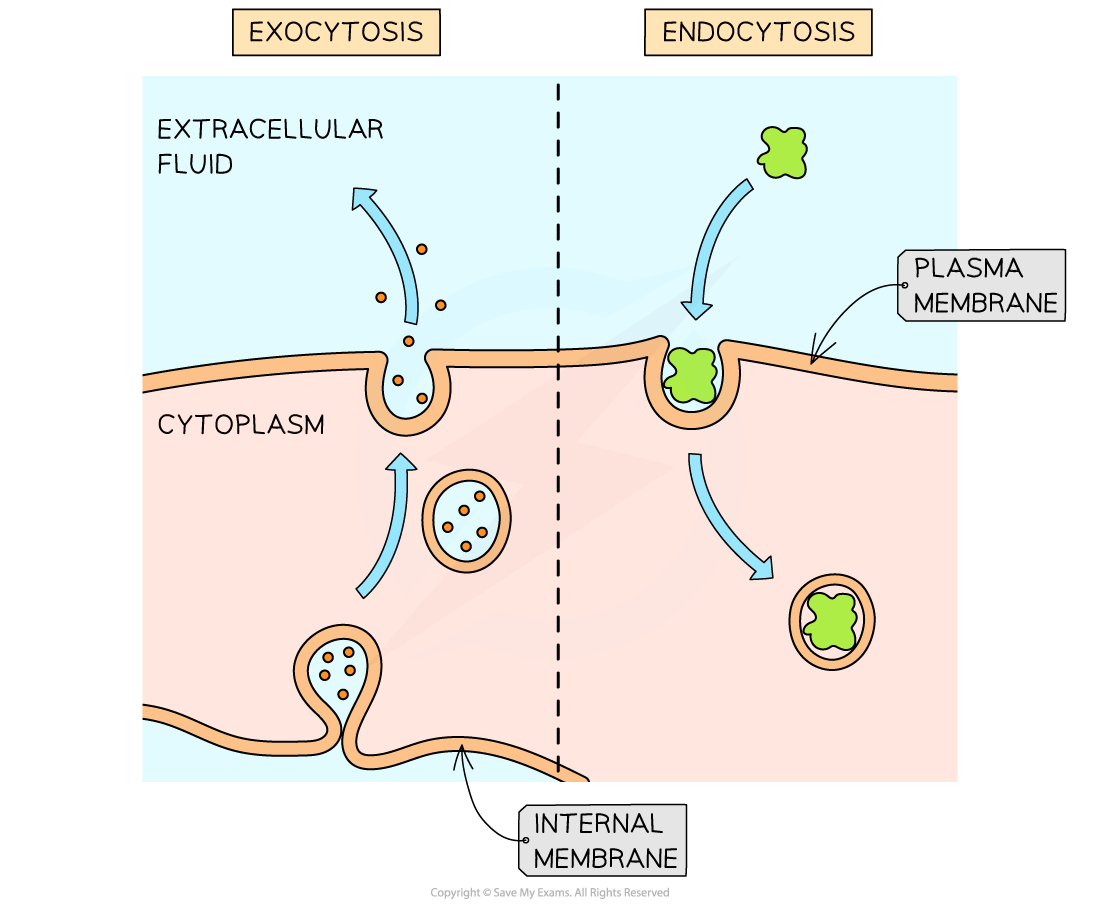 EXOCYTOSIS
ENDOCYTOSIS
EXTRACELLULAR
FLUID
PLASMA
MEMBRANE
CYTOPLASM
INTERNAL
MEMBRANE
Copyright © Save My Exams. All Rights Reserved